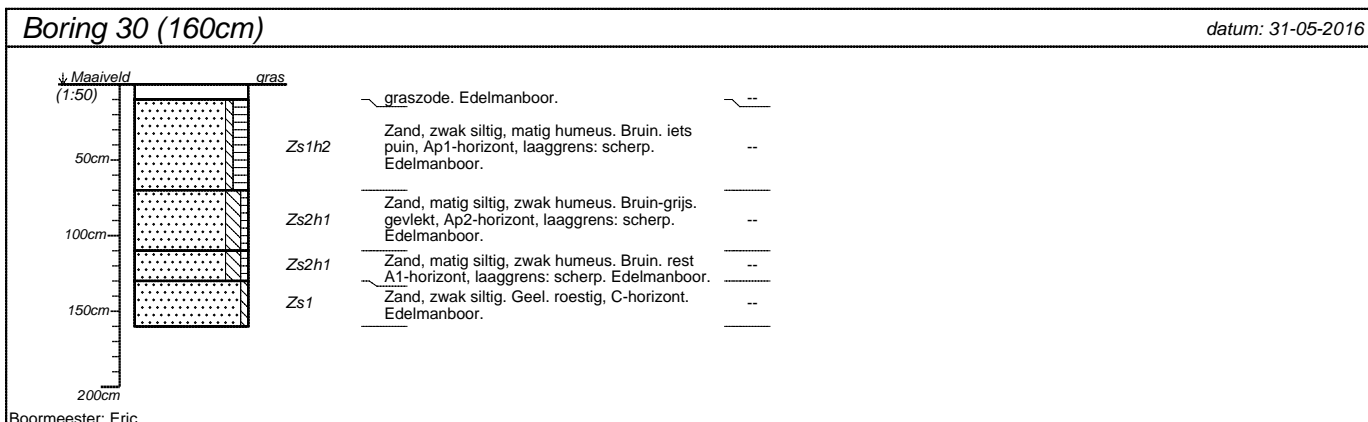 Boring 30 (160cm)
datum: 31-05-2016
Maaiveld
gras
(1:50)
graszode. Edelmanboor.
--
Zs1h2
Zand, zwak siltig, matig humeus. Bruin. iets
puin, Ap1-horizont, laaggrens: scherp.
Edelmanboor.
--
50cm
Zs2h1
Zand, matig siltig, zwak humeus. Bruin-grijs.
gevlekt, Ap2-horizont, laaggrens: scherp.
Edelmanboor.
--
100cm
Zs2h1
Zand, matig siltig, zwak humeus. Bruin. rest
A1-horizont, laaggrens: scherp. Edelmanboor.
--
Zs1
Zand, zwak siltig. Geel. roestig, C-horizont.
Edelmanboor.
--
150cm
200cm
Boormeester: Eric